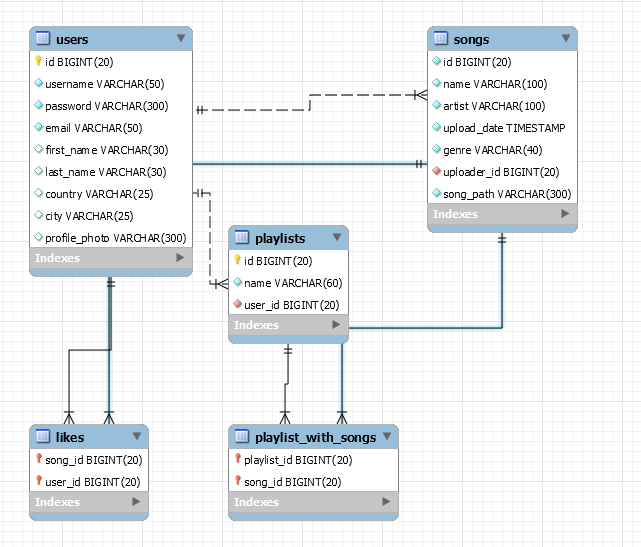 users
id BIGINT(20)
username VARCHAR(50)
password VARCHAR(300)
email VARCHAR(50)
first_name VARCHAR(30)
last_name VARCHAR(30)
country VARCHAR(25)
city VARCHAR(25)
profile_photo VARCHAR(300)
Indexes
songs
id BIGINT(20)
name VARCHAR(100)
artist VARCHAR(100)
upload_date TIMESTAMP
genre VARCHAR(40)
uploader_id BIGINT(20)
song_path VARCHAR(300)
Indexes
playlists
id BIGINT(20)
name VARCHAR(60)
user_id BIGINT(20)
Indexes
likes
song_id BIGINT(20)
user_id BIGINT(20)
Indexes
playlist_with_songs
playlist_id BIGINT(20)
song_id BIGINT(20)
Indexes